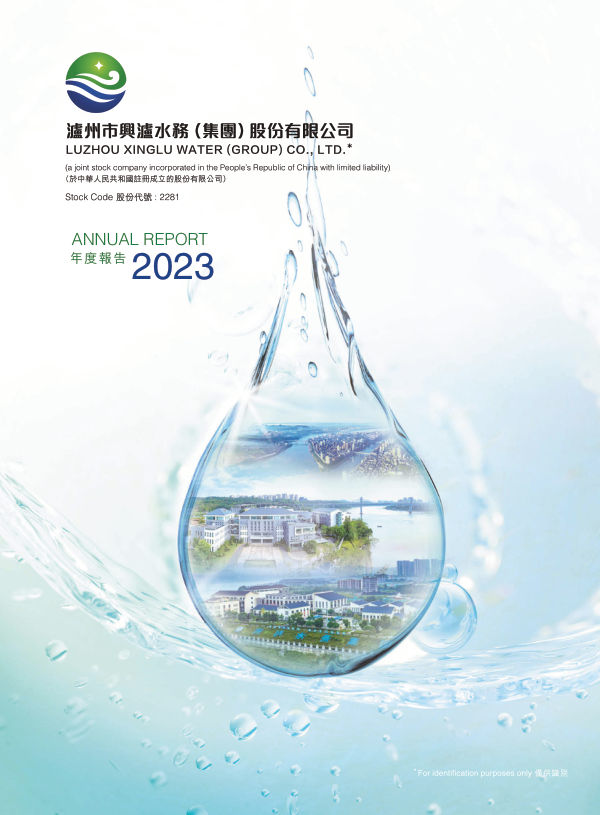 瀘州市興瀘水務（集團）股份有限公司
LUZHOU XINGLU WATER (GROUP) CO., LTD.*
(a joint stock company incorporated in the People's Republic of China with limited liability)
（於中華人民共和國註冊成立的股份有限公司）
Stock Code 股份代號 : 2281
ANNUAL REPORT
年度報告 2023
* For identification purposes only 僅供識別